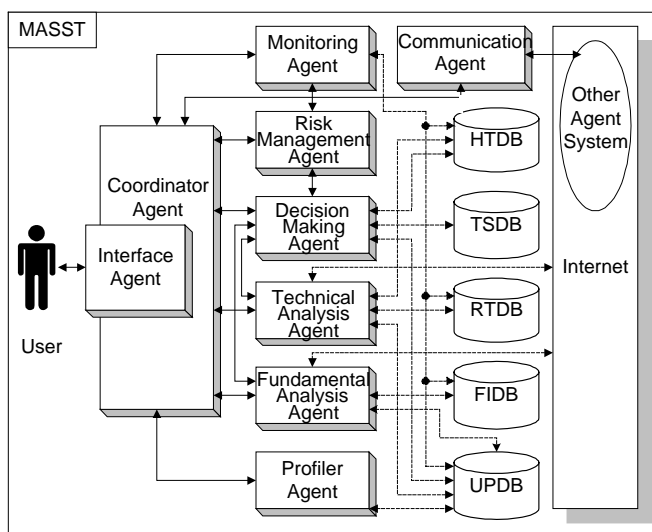 MASST
Monitoring
Agent
Communication
Agent
Other
Agent
System
Risk
Management
Agent
HTDB
Coordinator
Agent
Decision
Making
Agent
TSDB
Interface
Agent
Internet
Technical
Analysis
Agent
RTDB
User
Fundamental
Analysis
Agent
FIDB
Profiler
Agent
UPDB